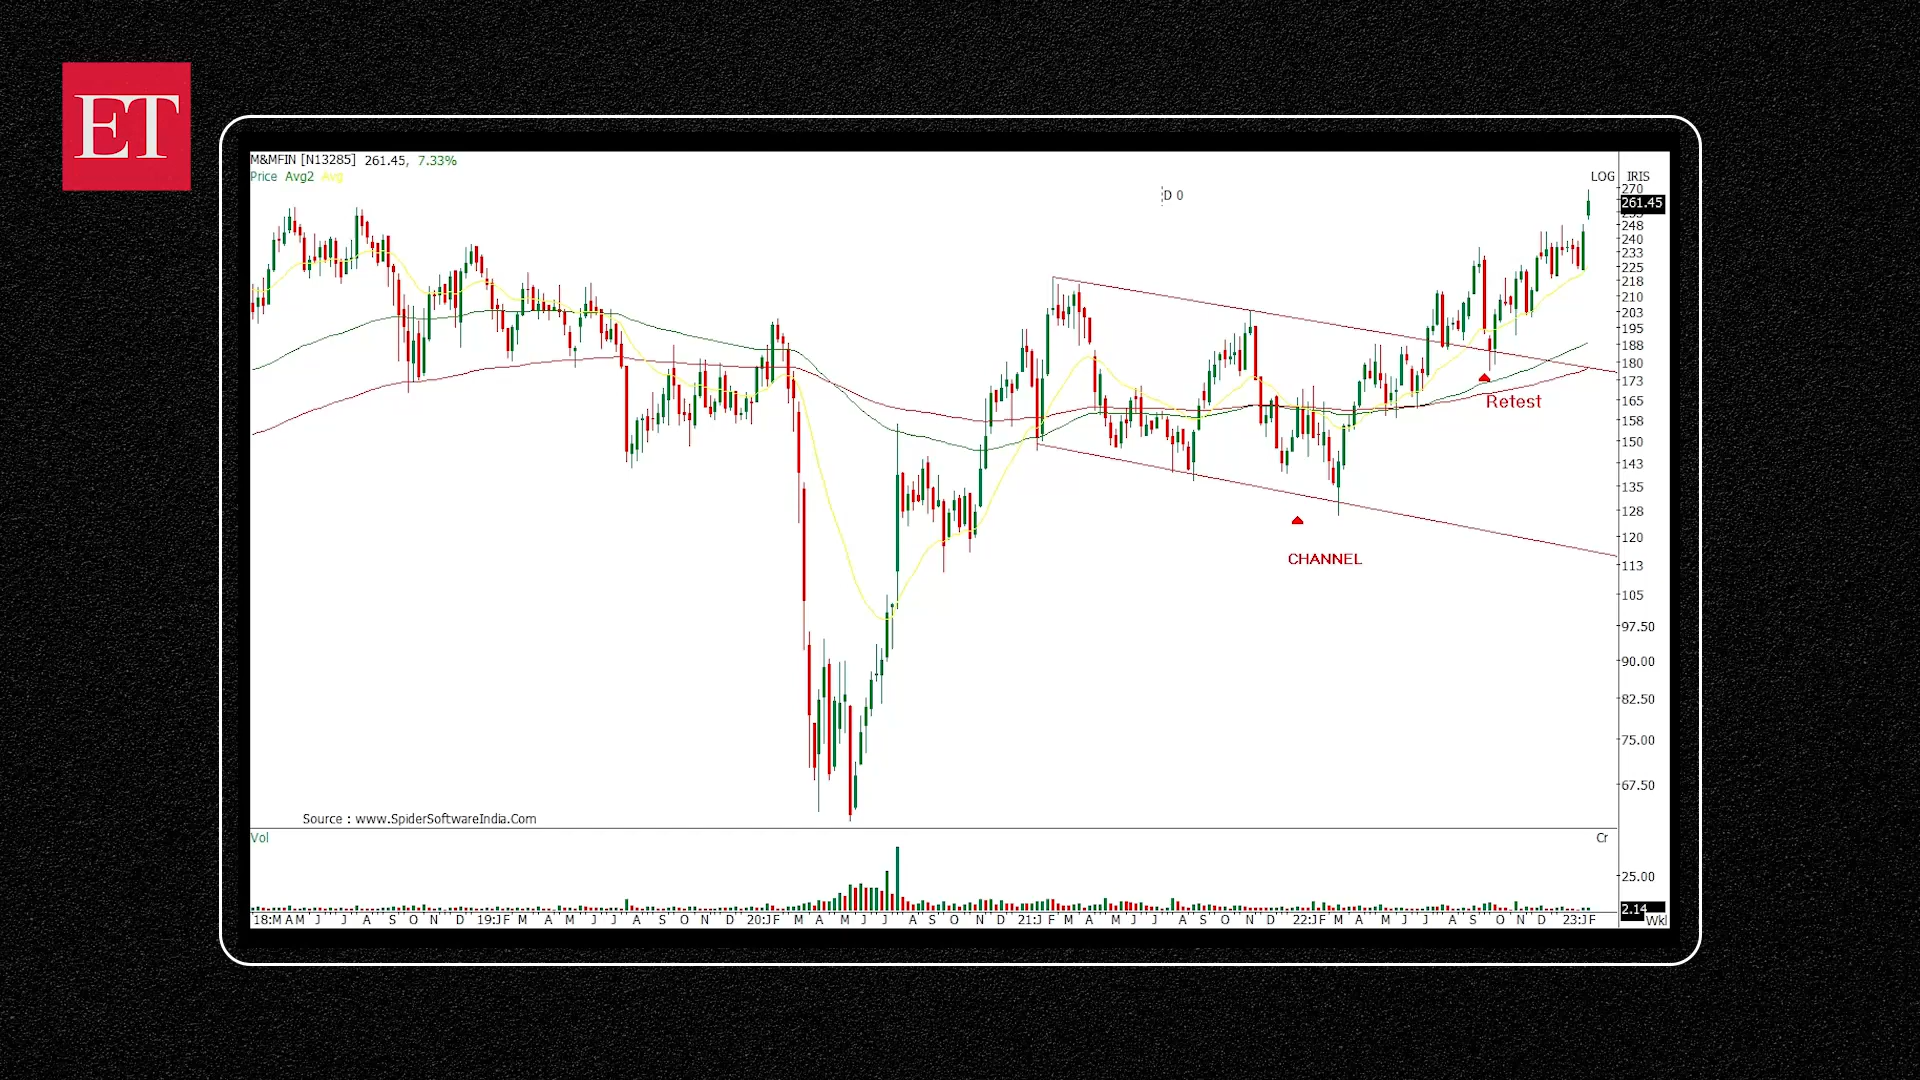 ET
M&MFIN [N13285] 261.45, 7.33%
Price Avg2 Avg
LOG IRIS
D 0
270
261.45
248
240
233
225
218
210
203
195
188
180
173
165
158
150
143
135
128
120
113
105
97.50
90.00
82.50
75.00
67.50
Retest
CHANNEL
Source : www.SpiderSoftwareIndia.Com
Vol
Cr
25.00
2.14
18:M A M J J A S O N D 19:J F M A M J J A S O N D 20:J F M A M J J A S O N D 21:J F M A M J J A S O N D 22:J F M A M J J A S O N D 23:J F
Wkl